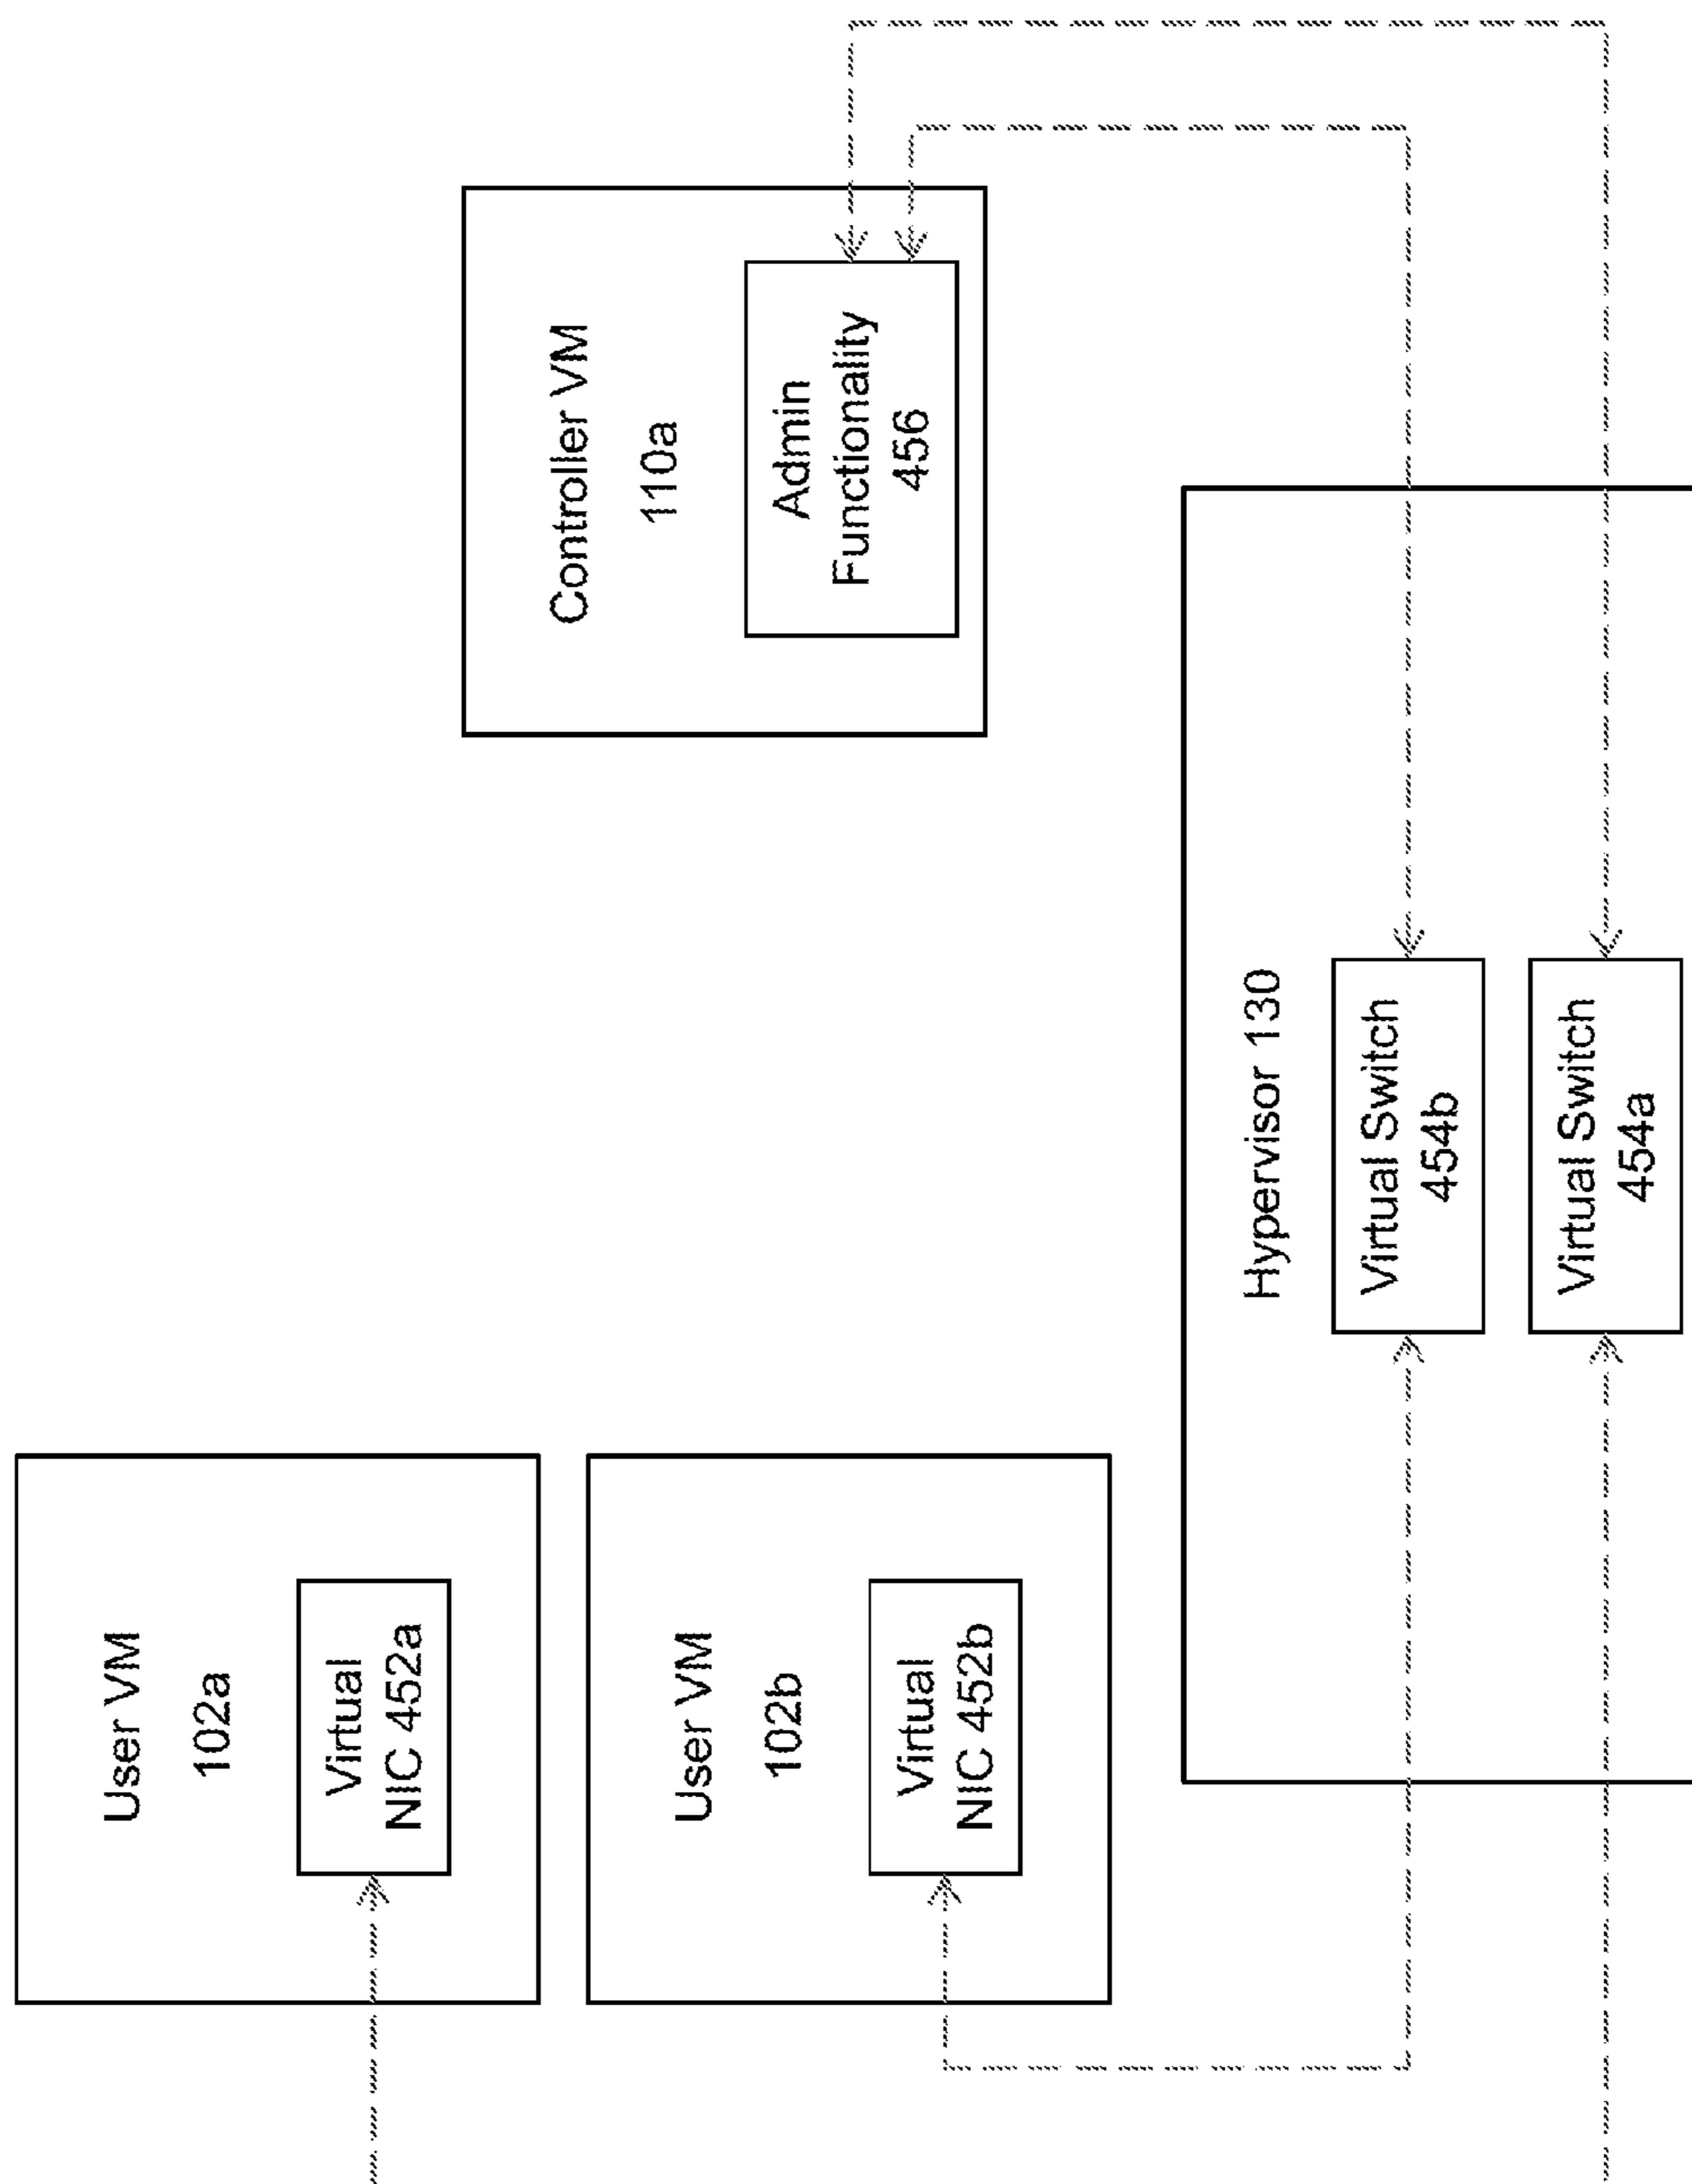 User VM
102a
Virtual
NIC 452a
User VM
102b
Virtual
NIC 452b
Controller VM
110a
Admin
Functionality
456
Hypervisor 130
Virtual Switch
454b
Virtual Switch
454a